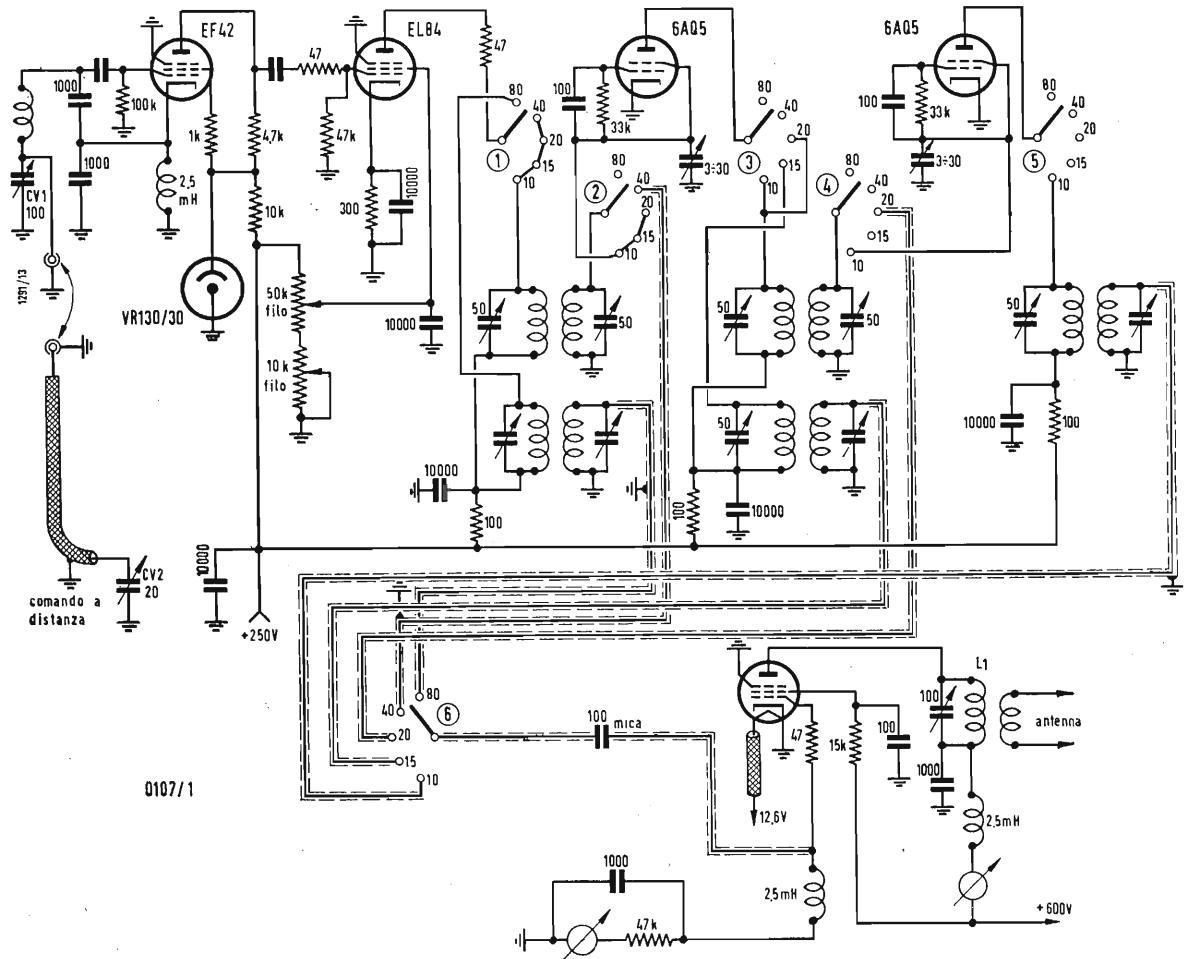 EF42
EL84
6AQ5
6AQ5
1000
100k
1k
4,7k
47
47k
47
80
40
20
15
10
1
100
33k
3÷30
80
40
20
15
10
2
80
40
20
15
10
3
100
33k
3÷30
80
40
20
15
10
4
80
40
20
15
10
5
CV1
100
1000
2,5
mH
10k
300
10000
1291/13
VR130/30
50k
filo
10k
filo
10000
50
50
50
50
50
50
50
10000
100
10000
100
10000
100
CV2
20
comando a
distanza
10000
+250V
80
40
20
15
10
6
100 mica
47
15k
100
100
L1
antenna
1000
2,5mH
12,6V
0107/1
1000
47k
2,5mH
+600V